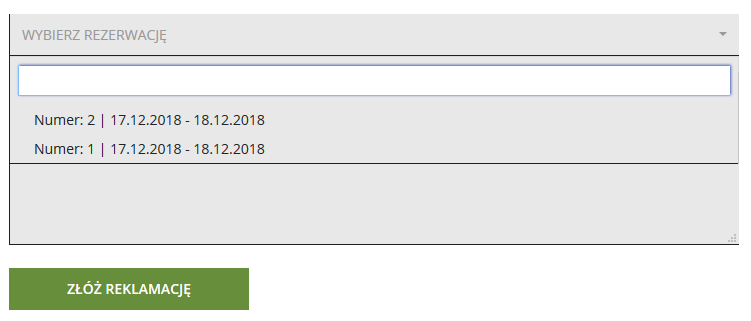 WYBIERZ REZERWACJĘ
Numer: 2 | 17.12.2018 - 18.12.2018
Numer: 1 | 17.12.2018 - 18.12.2018
ZŁÓŻ REKLAMACJĘ